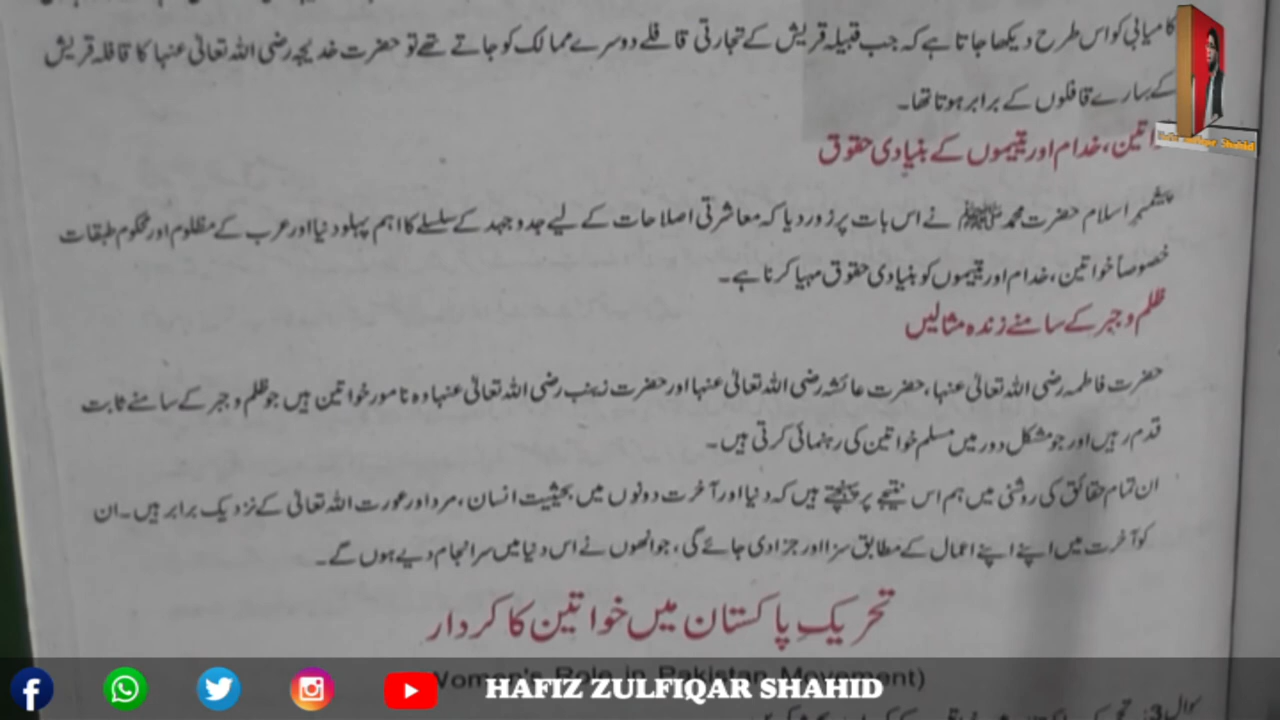 کامیابی کو اس طرح دیکھا جاتا ہے کہ جب قبیلہ قریش کے تجارتی قافلے دوسرے ممالک کو جاتے تھے تو حضرت خدیجہ رضی اللہ تعالیٰ عنہا کا قافلہ قریش
کے سارے قافلوں کے برابر ہوتا تھا۔
خدام اور یتیموں کے بنیادی حقوق
پیغمبرِ اسلام حضرت محمد ﷺ نے اس بات پر زور دیا کہ معاشرتی اصلاحات کے لیے جدوجہد کے سلسلے کا اہم پہلو دنیا اور عرب کے مظلوم اور محکوم طبقات
خصوصاً خواتین، خدام اور یتیموں کو بنیادی حقوق مہیا کرنا ہے۔
ظلم و جبر کے سامنے زندہ مثالیں
حضرت فاطمہ رضی اللہ تعالیٰ عنہا، حضرت عائشہ رضی اللہ تعالیٰ عنہا اور حضرت زینب رضی اللہ تعالیٰ عنہا وہ نامور خواتین ہیں جو ظلم و جبر کے سامنے ثابت
قدم رہیں اور جو مشکل دور میں مسلم خواتین کی رہنمائی کرتی ہیں۔
ان تمام حقائق کی روشنی میں ہم اس نتیجے پر پہنچتے ہیں کہ دنیا اور آخرت دونوں میں بحیثیت انسان، مرد اور عورت اللہ تعالیٰ کے نزدیک برابر ہیں۔ ان
کو آخرت میں اپنے اپنے اعمال کے مطابق سزا اور جزا دی جائے گی، جو انھوں نے اس دنیا میں سرانجام دیے ہوں گے۔
تحریکِ پاکستان میں خواتین کا کردار
Women's Role in Pakistan Movement)
HAFIZ ZULFIQAR SHAHID